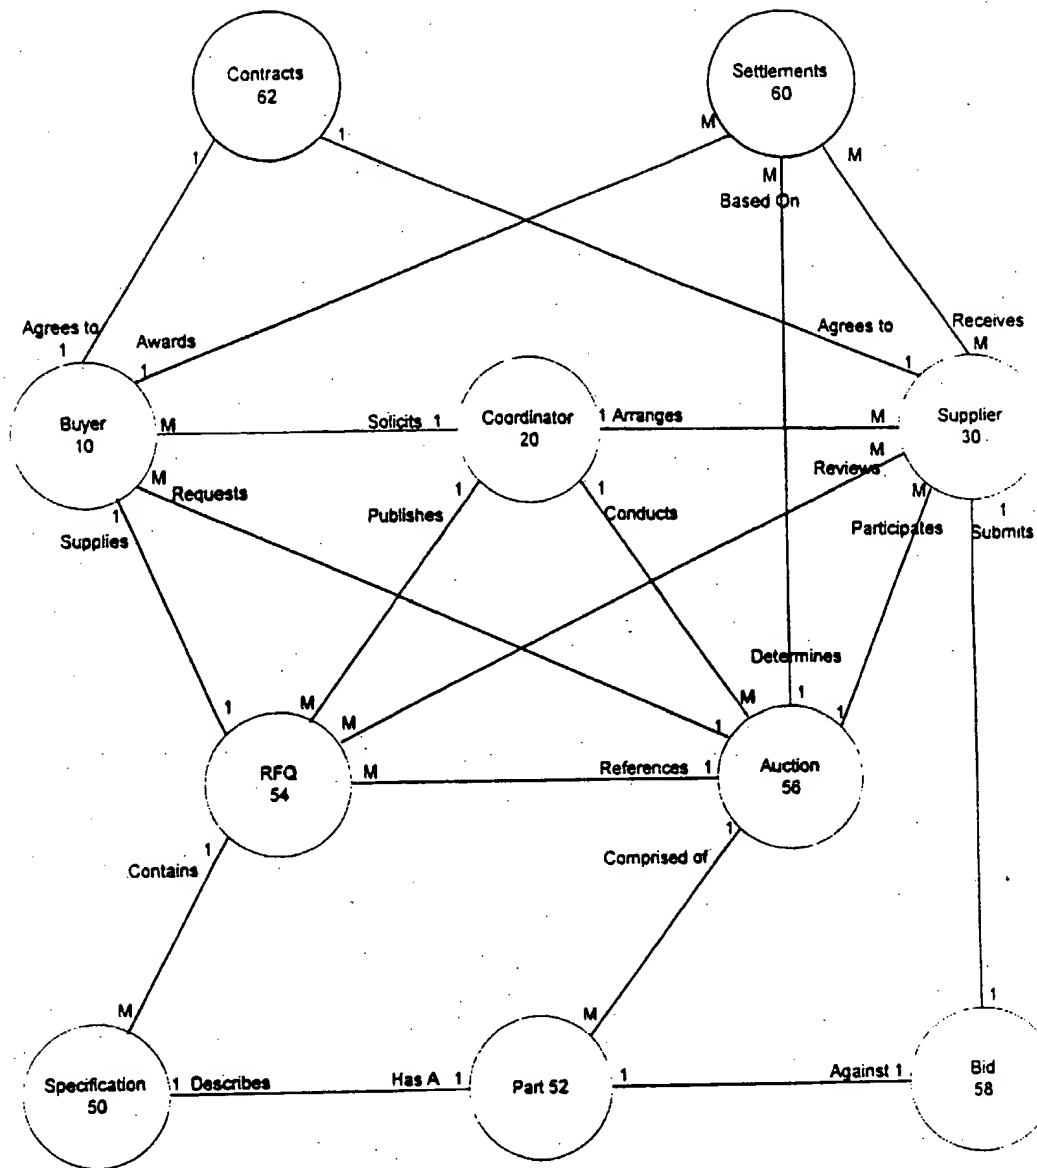 Contracts
62
Settlements
60
1
1
M
M
M
Based On
Agrees to
1
Awards
1
Agrees to
1
Receives
M
Buyer
10
M
Solicits 1
Coordinator
20
1 Arranges
M
Supplier
30
M
Requests
1
Supplies
1
Publishes
1
Conducts
M
Reviews
M
Participates
1
Submits
Determines
1
M
M
M
1
1
1
RFQ
54
M
References 1
Auction
56
1
Contains
1
Comprised of
M
M
1
Specification
50
1 Describes
Has A 1
Part 52
1
Against 1
Bid
58